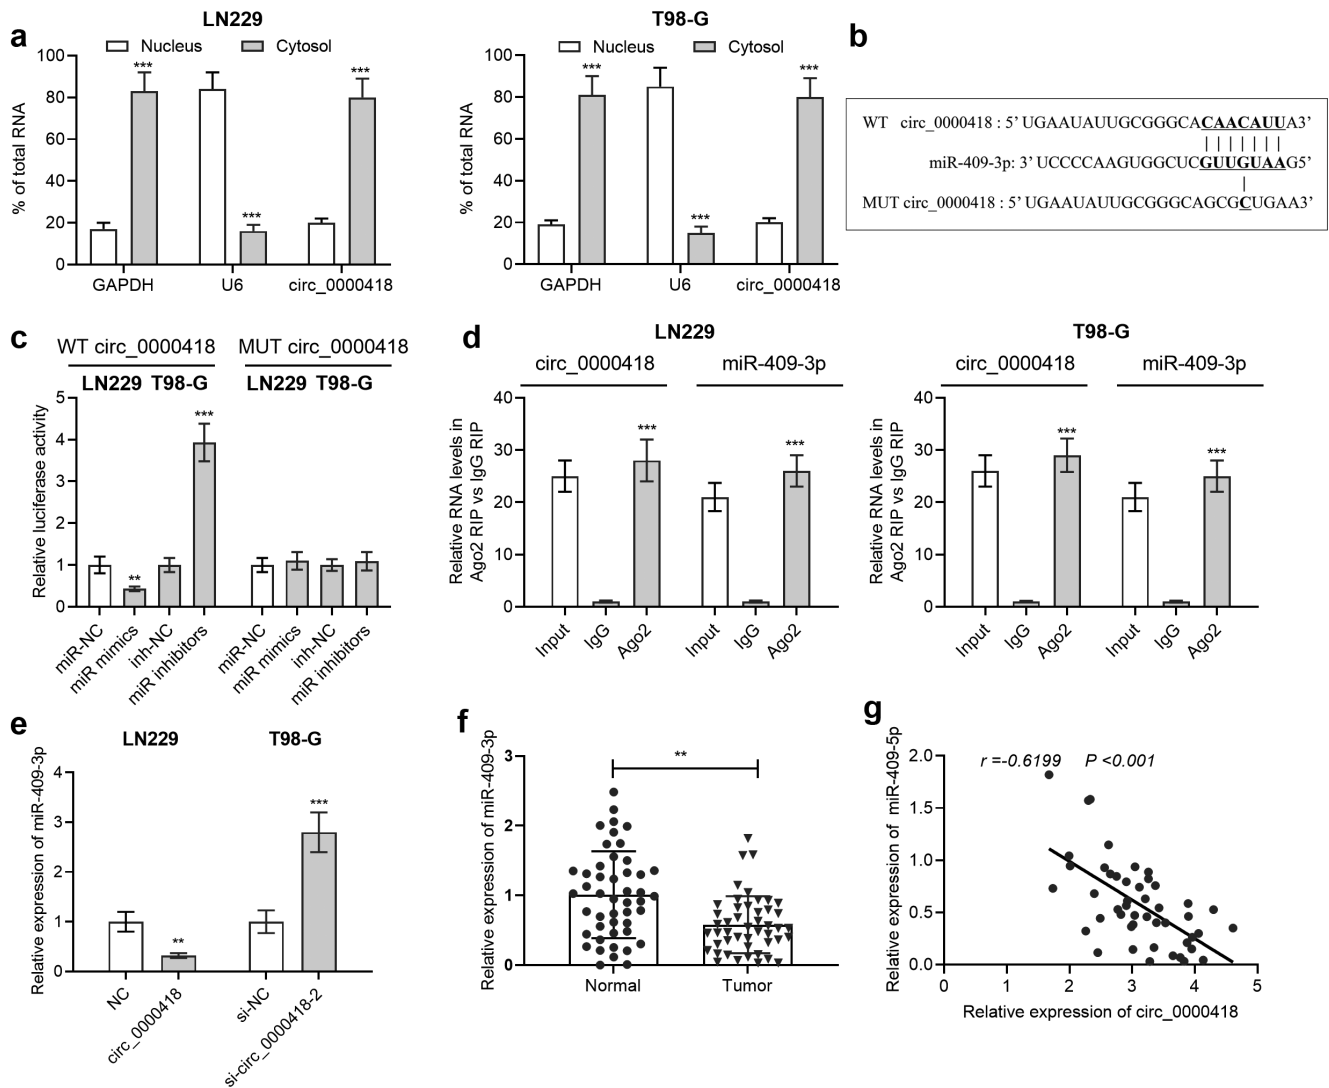 a
LN229
Nucleus
Cytosol
% of total RNA
100
80
60
40
20
0
***
***
***
GAPDH
U6
circ_0000418
T98-G
Nucleus
Cytosol
% of total RNA
100
80
60
40
20
0
***
***
***
GAPDH
U6
circ_0000418
b
WT circ_0000418 : 5’ UGAAUAUUGCGGGCACAACAUUA3’
miR-409-3p: 3’ UCCCCAAGUGGCUCGUUGUAAG5’
MUT circ_0000418 : 5’ UGAAUAUUGCGGGCAGCGCUGAA3’
c
WT circ_0000418
MUT circ_0000418
LN229 T98-G
LN229 T98-G
Relative luciferase activity
5
4
3
2
1
0
**
***
miR-NC
miR mimics
inh-NC
miR inhibitors
miR-NC
miR mimics
inh-NC
miR inhibitors
d
LN229
circ_0000418
miR-409-3p
Relative RNA levels in
Ago2 RIP vs IgG RIP
40
30
20
10
0
***
***
Input
IgG
Ago2
Input
IgG
Ago2
T98-G
circ_0000418
miR-409-3p
Relative RNA levels in
Ago2 RIP vs IgG RIP
40
30
20
10
0
***
***
Input
IgG
Ago2
Input
IgG
Ago2
e
LN229
T98-G
Relative expression of miR-409-3p
4
3
2
1
0
**
***
NC
circ_0000418
si-NC
si-circ_0000418-2
f
Relative expression of miR-409-3p
3
2
1
0
**
Normal
Tumor
g
Relative expression of miR-409-5p
2.0
1.5
1.0
0.5
0.0
r =-0.6199
P <0.001
0
1
2
3
4
5
Relative expression of circ_0000418